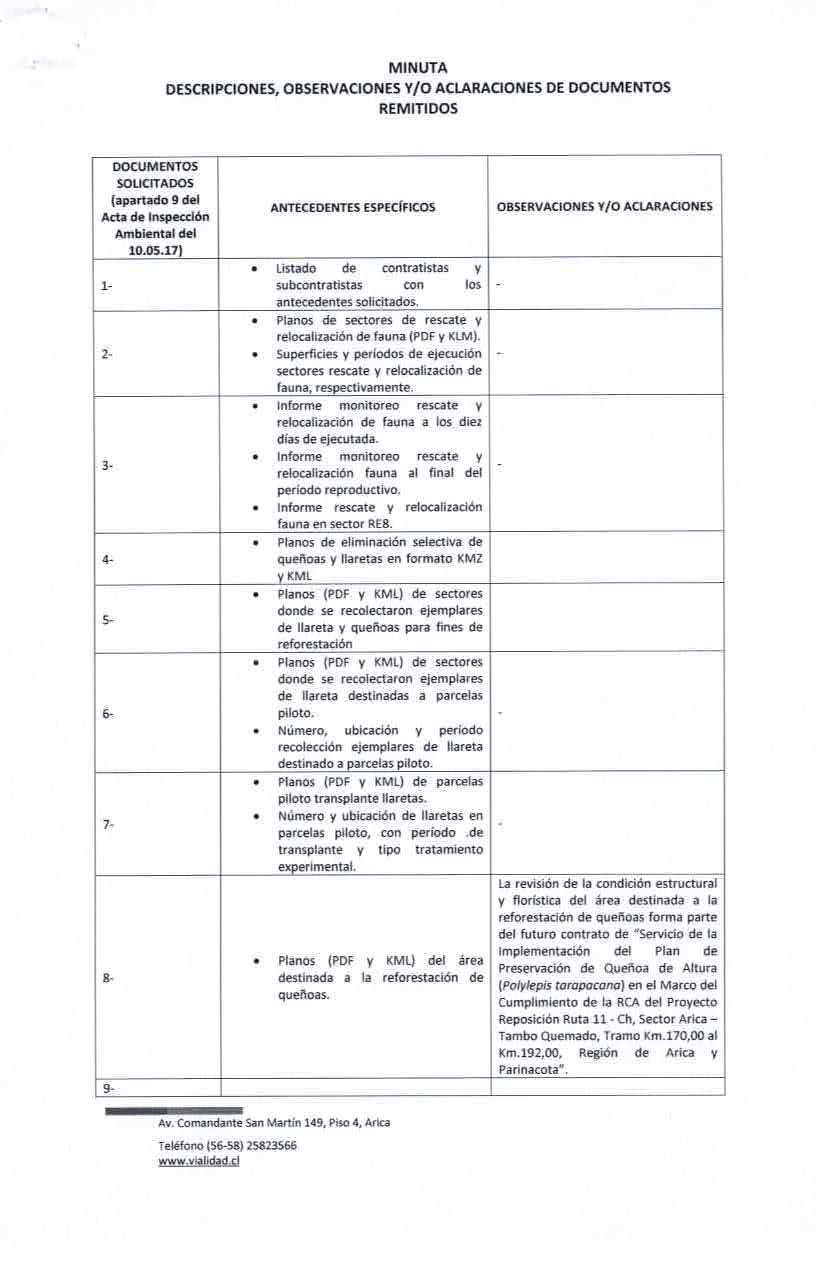 MINUTA
DESCRIPCIONES, OBSERVACIONES Y/O ACLARACIONES DE DOCUMENTOS
REMITIDOS
DOCUMENTOS
SOLICITADOS
(apartado 9 del
Acta de Inspección
Ambiental del
10.05.17)
ANTECEDENTES ESPECÍFICOS
OBSERVACIONES Y/O ACLARACIONES
1-
• Listado de contratistas y
subcontratistas con los
antecedentes solicitados.
-
2-
• Planos de sectores de rescate y
relocalización de fauna (PDF y KLM).
• Superficies y períodos de ejecución
sectores rescate y relocalización de
fauna, respectivamente.
-
3-
• Informe monitoreo rescate y
relocalización de fauna a los diez
días de ejecutada.
• Informe monitoreo rescate y
relocalización fauna al final del
período reproductivo.
• Informe rescate y relocalización
fauna en sector RE8.
-
4-
• Planos de eliminación selectiva de
queñoas y llaretas en formato KMZ
y KML
5-
• Planos (PDF y KML) de sectores
donde se recolectaron ejemplares
de llareta y queñoas para fines de
reforestación
6-
• Planos (PDF y KML) de sectores
donde se recolectaron ejemplares
de llareta destinadas a parcelas
piloto.
• Número, ubicación y período
recolección ejemplares de llareta
destinado a parcelas piloto.
-
7-
• Planos (PDF y KML) de parcelas
piloto transplante llaretas.
• Número y ubicación de llaretas en
parcelas piloto, con período .de
transplante y tipo tratamiento
experimental.
-
8-
• Planos (PDF y KML) del área
destinada a la reforestación de
queñoas.
La revisión de la condición estructural
y florística del área destinada a la
reforestación de queñoas forma parte
del futuro contrato de "Servicio de la
Implementación del Plan de
Preservación de Queñoa de Altura
(Polylepis tarapacana) en el Marco del
Cumplimiento de la RCA del Proyecto
Reposición Ruta 11 - Ch, Sector Arica –
Tambo Quemado, Tramo Km.170,00 al
Km.192,00, Región de Arica y
Parinacota".
9-
Av. Comandante San Martín 149, Piso 4, Arica
Teléfono (56-58) 25823566
www.vialidad.cl